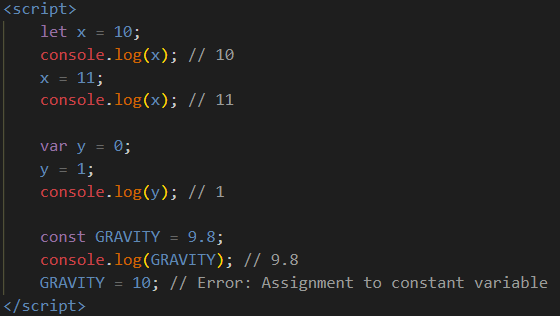 <script>
let x = 10;
console.log(x); // 10
x = 11;
console.log(x); // 11
var y = 0;
y = 1;
console.log(y); // 1
const GRAVITY = 9.8;
console.log(GRAVITY); // 9.8
GRAVITY = 10; // Error: Assignment to constant variable
</script>